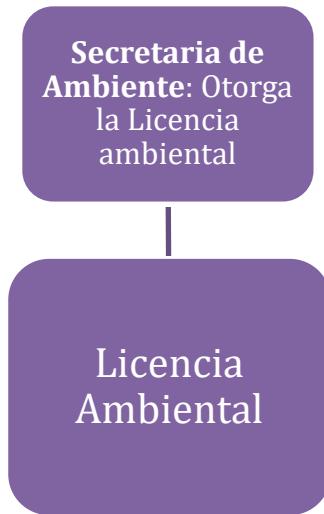 Secretaria de
Ambiente: Otorga
la Licencia
ambiental
Licencia
Ambiental